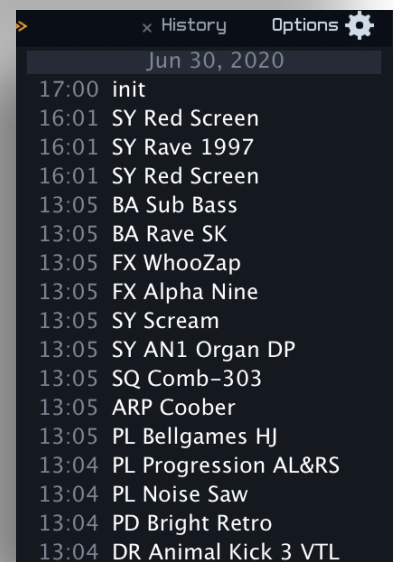 » × History Options
Jun 30, 2020
17:00 init
16:01 SY Red Screen
16:01 SY Rave 1997
16:01 SY Red Screen
13:05 BA Sub Bass
13:05 BA Rave SK
13:05 FX WhooZap
13:05 FX Alpha Nine
13:05 SY Scream
13:05 SY AN1 Organ DP
13:05 SQ Comb-303
13:05 ARP Coober
13:05 PL Bellgames HJ
13:04 PL Progression AL&RS
13:04 PL Noise Saw
13:04 PD Bright Retro
13:04 DR Animal Kick 3 VTL